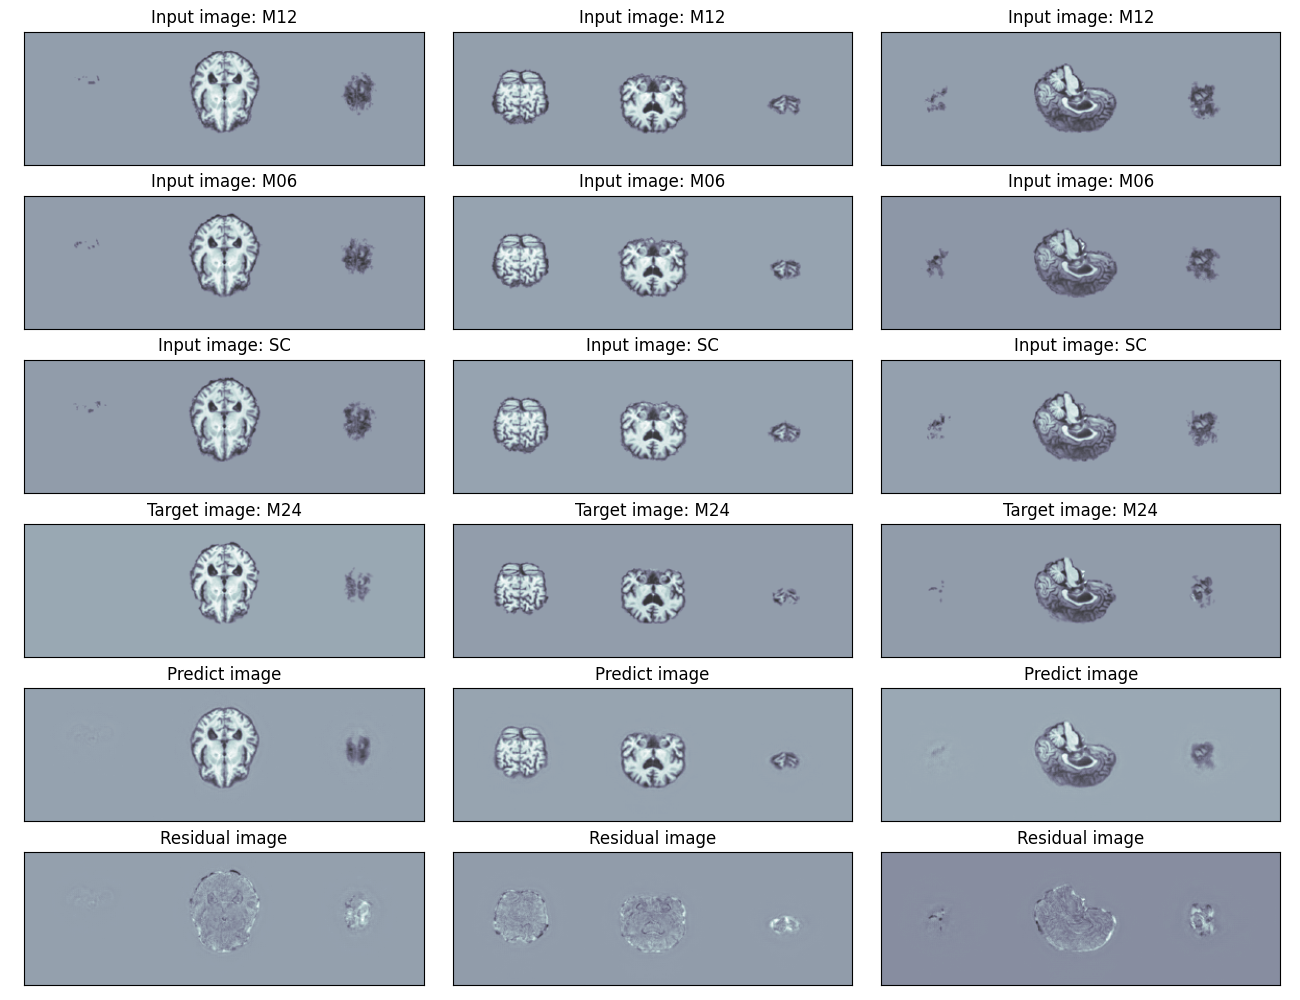 Input image: M12 Input image: M12 Input image: M12
Input image: M06 Input image: M06 Input image: M06
Input image: SC Input image: SC Input image: SC
Target image: M24 Target image: M24 Target image: M24
Predict image Predict image Predict image
Residual image Residual image Residual image